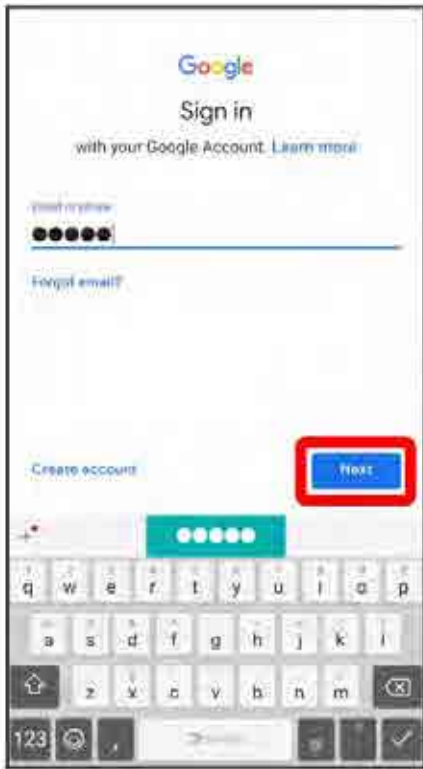 Google
Sign in
with your Google Account. Learn more
Email or phone
●●●●●
Forgot email?
Create account
Next
●●●●●
q w e r t y u i o p
a s d f g h j k l
z x c v b n m
123 ,